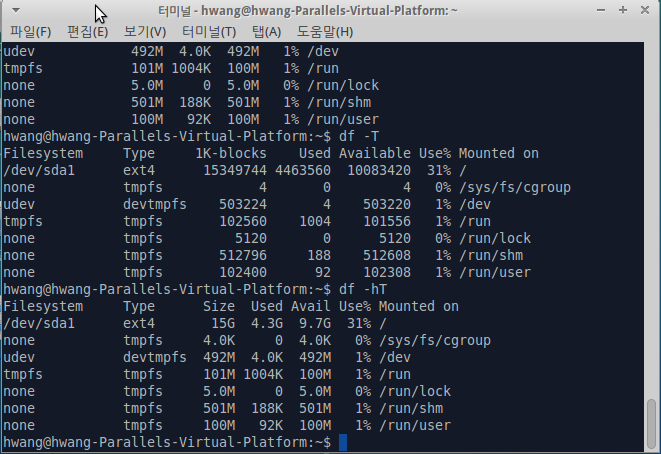 터미널 - hwang@hwang-Parallels-Virtual-Platform: ~
파일(F) 편집(E) 보기(V) 터미널(T) 탭(A) 도움말(H)
udev 492M 4.0K 492M 1% /dev
tmpfs 101M 1004K 100M 1% /run
none 5.0M 0 5.0M 0% /run/lock
none 501M 188K 501M 1% /run/shm
none 100M 92K 100M 1% /run/user
hwang@hwang-Parallels-Virtual-Platform:~$ df -T
Filesystem Type 1K-blocks Used Available Use% Mounted on
/dev/sda1 ext4 15349744 4463560 10083420 31% /
none tmpfs 4 0 4 0% /sys/fs/cgroup
udev devtmpfs 503224 4 503220 1% /dev
tmpfs tmpfs 102560 1004 101556 1% /run
none tmpfs 5120 0 5120 0% /run/lock
none tmpfs 512796 188 512608 1% /run/shm
none tmpfs 102400 92 102308 1% /run/user
hwang@hwang-Parallels-Virtual-Platform:~$ df -hT
Filesystem Type Size Used Avail Use% Mounted on
/dev/sda1 ext4 15G 4.3G 9.7G 31% /
none tmpfs 4.0K 0 4.0K 0% /sys/fs/cgroup
udev devtmpfs 492M 4.0K 492M 1% /dev
tmpfs tmpfs 101M 1004K 100M 1% /run
none tmpfs 5.0M 0 5.0M 0% /run/lock
none tmpfs 501M 188K 501M 1% /run/shm
none tmpfs 100M 92K 100M 1% /run/user
hwang@hwang-Parallels-Virtual-Platform:~$